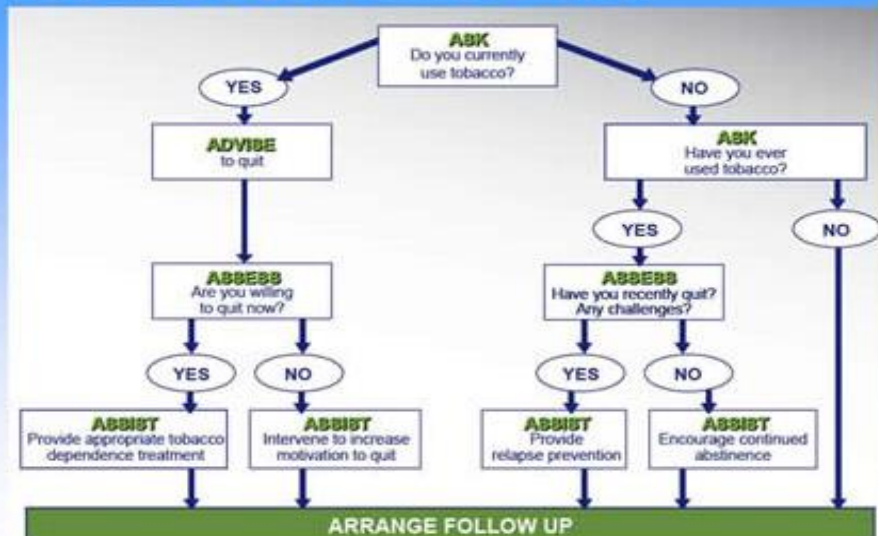 ASK
Do you currently
use tobacco?
YES
NO
ADVISE
to quit
ASK
Have you ever
used tobacco?
YES
NO
ASSESS
Are you willing
to quit now?
ASSESS
Have you recently quit?
Any challenges?
YES
NO
YES
NO
ASSIST
Provide appropriate tobacco
dependence treatment
ASSIST
Intervene to increase
motivation to quit
ASSIST
Provide
relapse prevention
ASSIST
Encourage continued
abstinence
ARRANGE FOLLOW UP